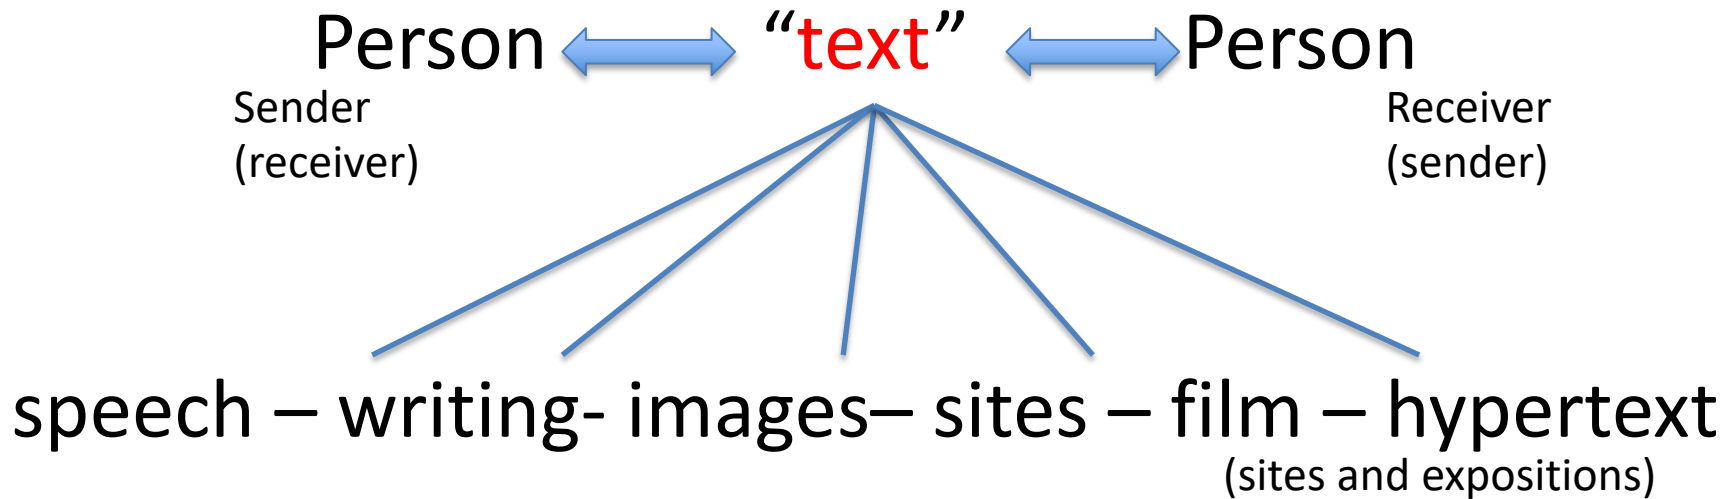 Person “text” Person
Sender
(receiver)
Receiver
(sender)
speech – writing- images– sites – film – hypertext
(sites and expositions)